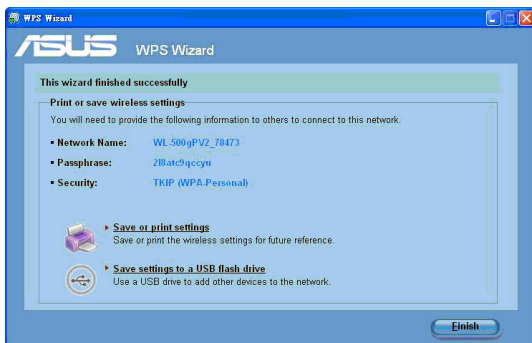 WPS Wizard
ASUS WPS Wizard
This wizard finished successfully
Print or save wireless settings
You will need to provide the following information to others to connect to this network:
▪ Network Name: WL-500gPV2_78473
▪ Passphrase: 2l8atc9qccyu
▪ Security: TKIP (WPA-Personal)
Save or print settings
Save or print the wireless settings for future reference.
Save settings to a USB flash drive
Use a USB drive to add other devices to the network.
Finish